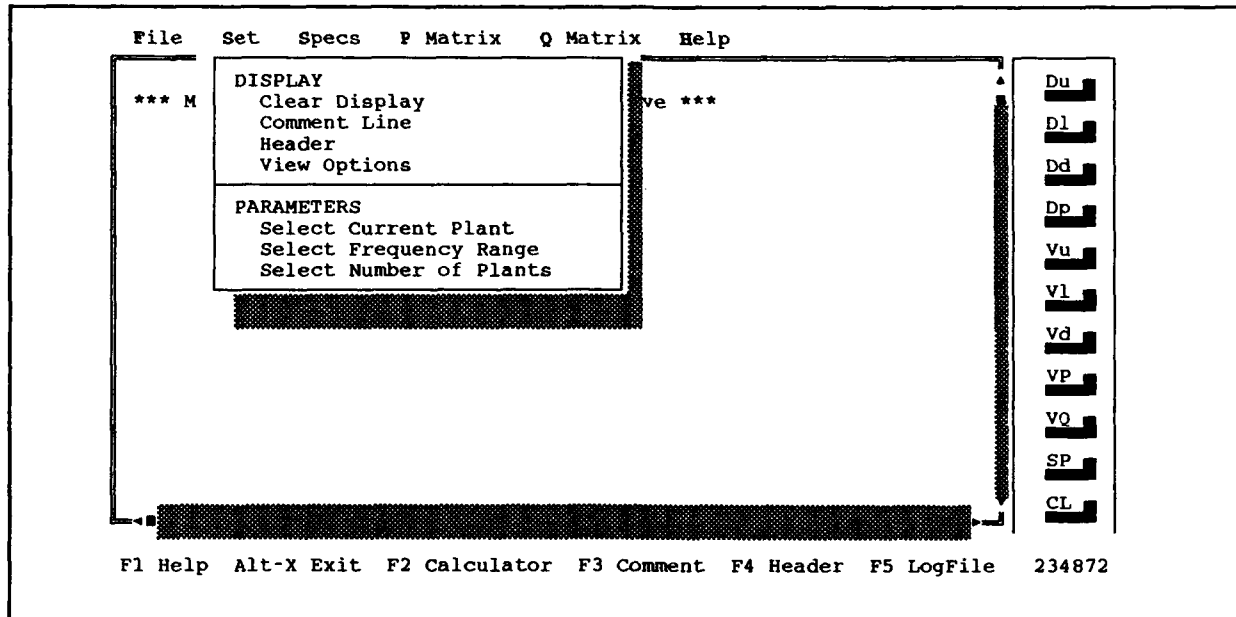 File Set Specs P Matrix Q Matrix Help
DISPLAY
*** M Clear Display ve ***
Comment Line
Header
View Options
PARAMETERS
Select Current Plant
Select Frequency Range
Select Number of Plants
Du
Dl
Dd
Dp
Vu
Vl
Vd
VP
VQ
SP
CL
F1 Help Alt-X Exit F2 Calculator F3 Comment F4 Header F5 LogFile 234872